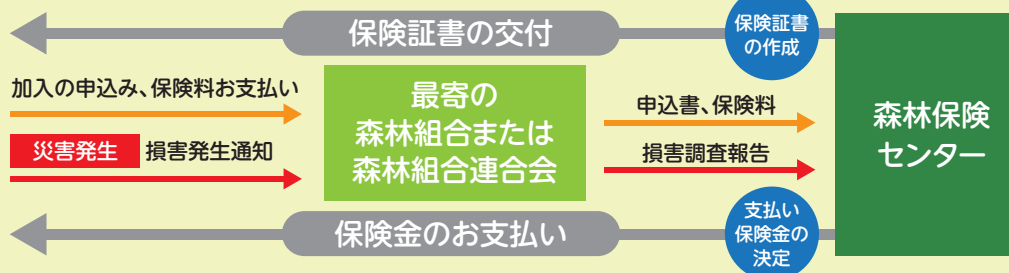 保険証書の交付
保険証書
の作成
加入の申込み、保険料お支払い
災害発生 損害発生通知
最寄の
森林組合または
森林組合連合会
申込書、保険料
損害調査報告
森林保険
センター
保険金のお支払い
支払い
保険金の
決定